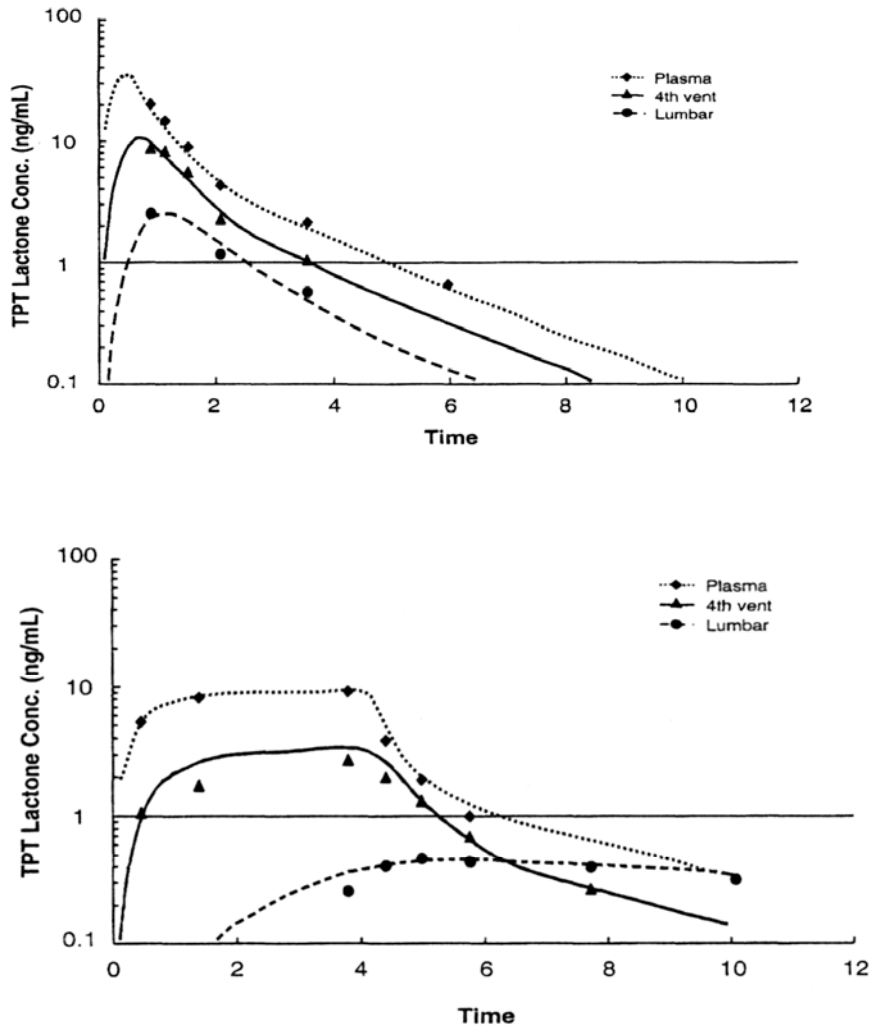 100
10
1
0.1
TPT Lactone Conc. (ng/mL)
Plasma
4th vent
Lumbar
0 2 4 6 8 10 12
Time
100
10
1
0.1
TPT Lactone Conc. (ng/mL)
Plasma
4th vent
Lumbar
0 2 4 6 8 10 12
Time